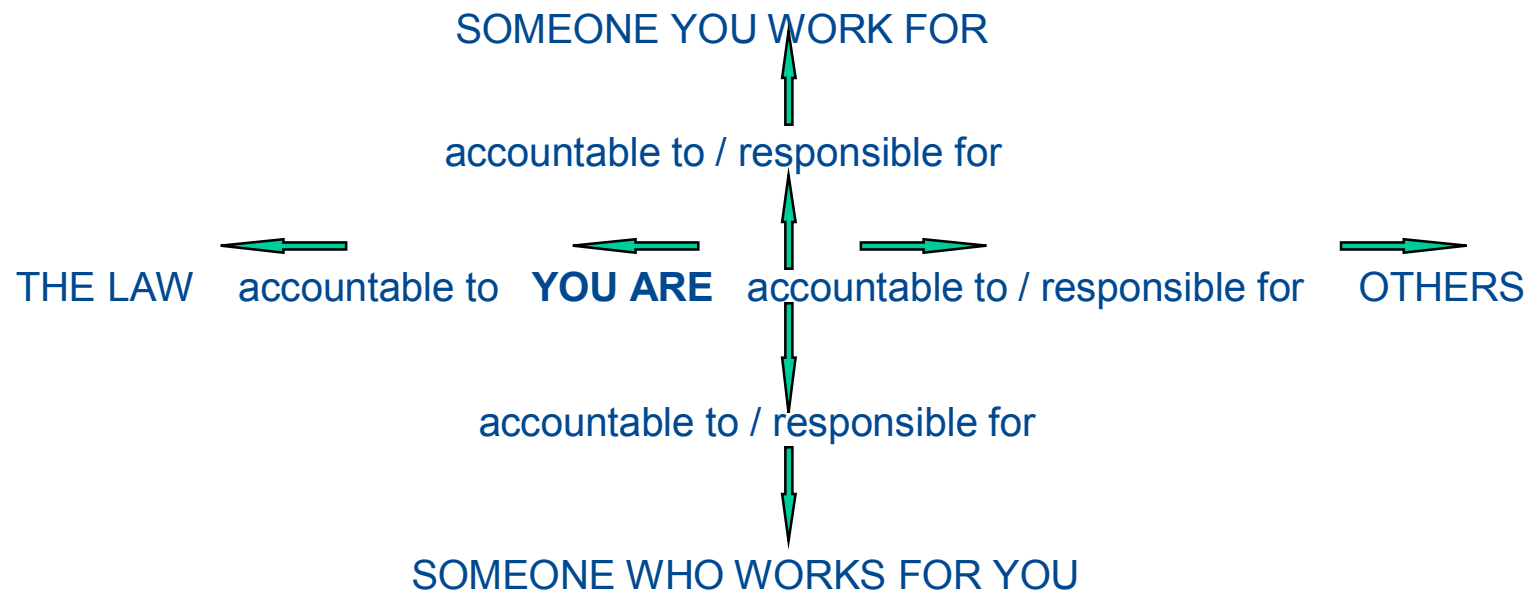 SOMEONE YOU WORK FOR
accountable to / responsible for
THE LAW accountable to YOU ARE accountable to / responsible for OTHERS
accountable to / responsible for
SOMEONE WHO WORKS FOR YOU